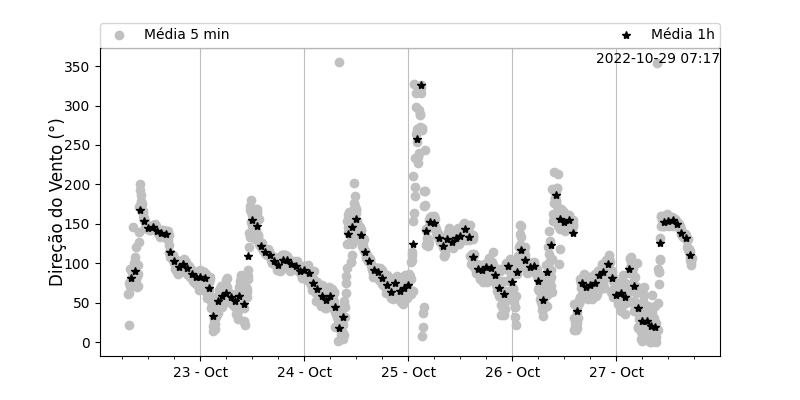 Média 5 min
Média 1h
2022-10-29 07:17
Direção do Vento (°)
350
300
250
200
150
100
50
0
23 - Oct
24 - Oct
25 - Oct
26 - Oct
27 - Oct